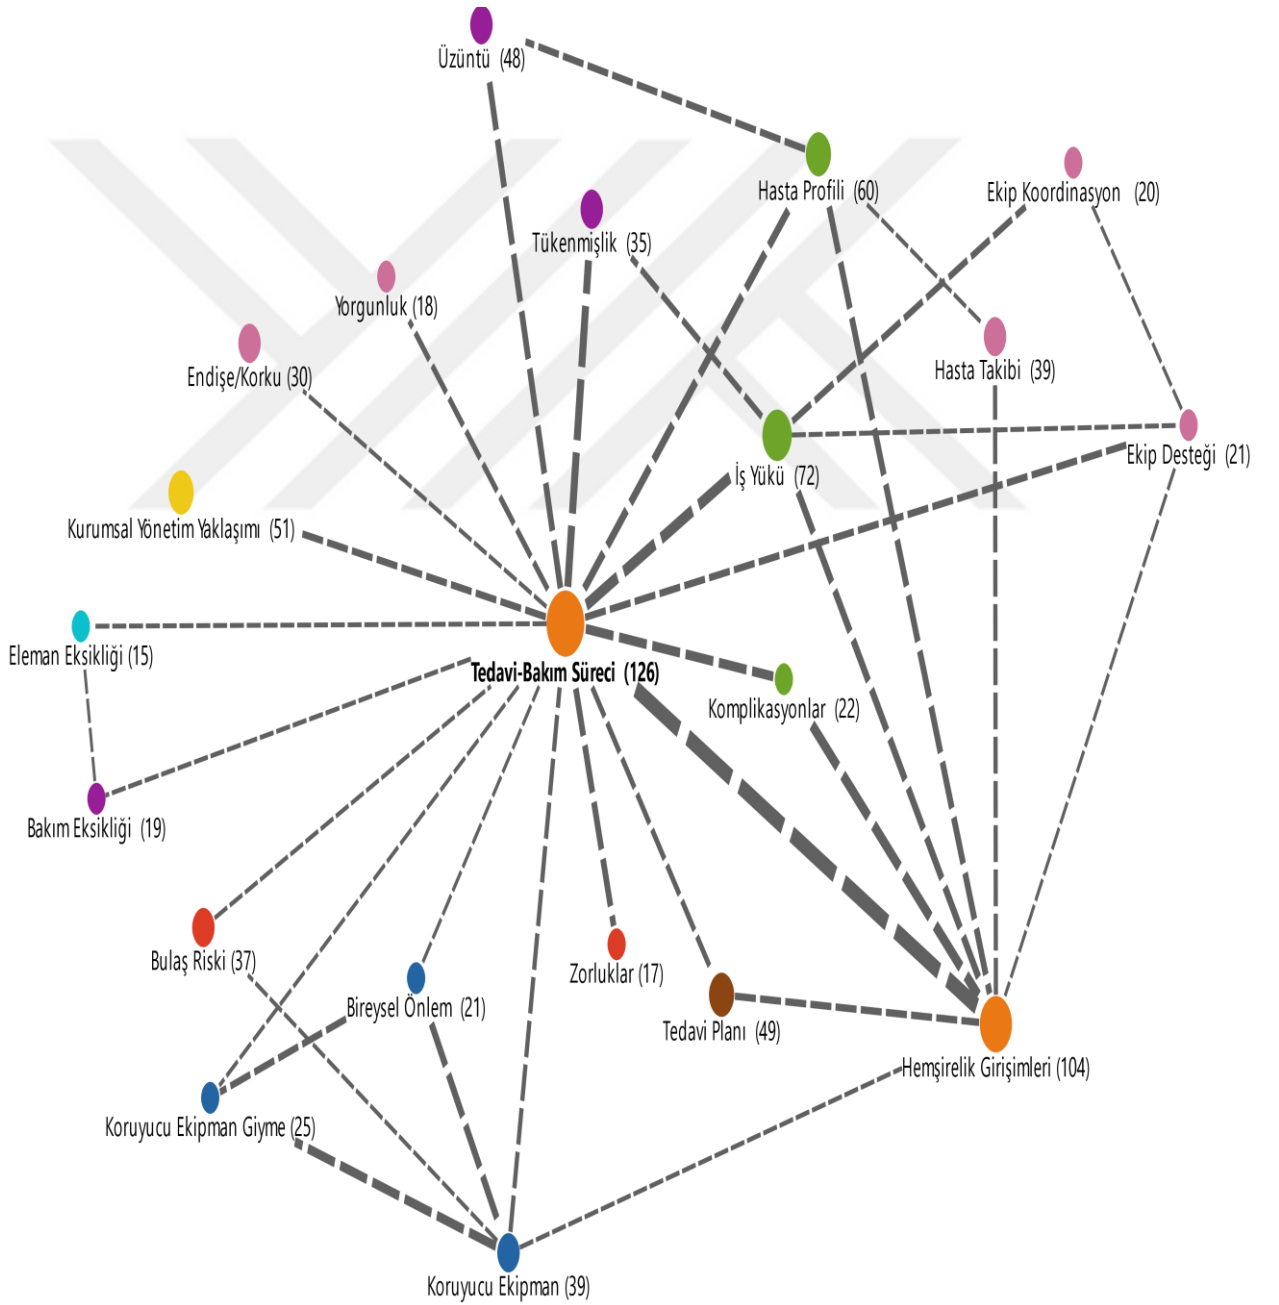 Üzüntü (48)
Hasta Profili (60)
Ekip Koordinasyon (20)
Tükenmişlik (35)
Yorgunluk (18)
Endişe/Korku (30)
Hasta Takibi (39)
Ekip Desteği (21)
İş Yükü (72)
Kurumsal Yönetim Yaklaşımı (51)
Eleman Eksikliği (15)
Tedavi-Bakım Süreci (126)
Komplikasyonlar (22)
Bakım Eksikliği (19)
Bulaş Riski (37)
Zorluklar (17)
Bireysel Önlem (21)
Tedavi Planı (49)
Hemşirelik Girişimleri (104)
Koruyucu Ekipman Giyme (25)
Koruyucu Ekipman (39)